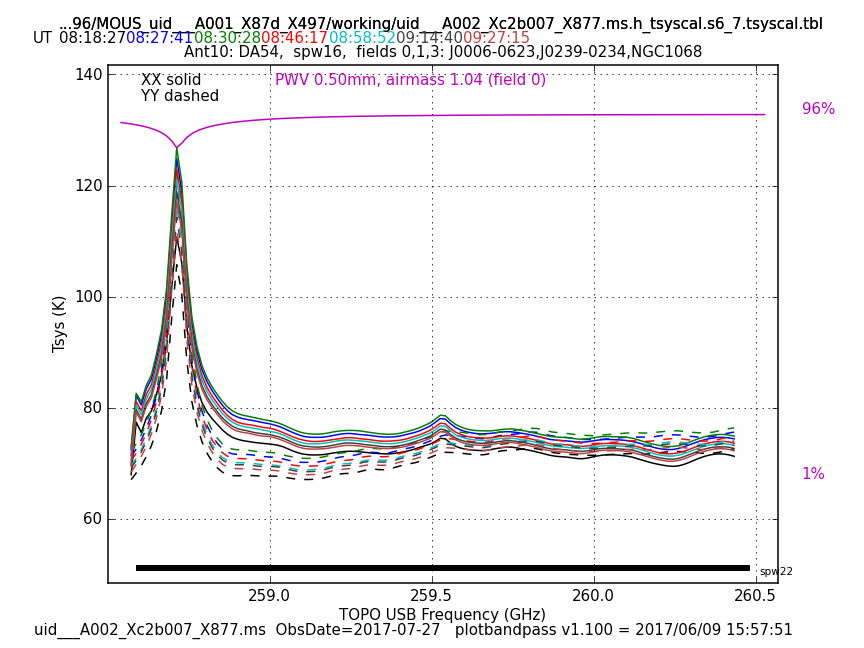 ...96/MOUS_uid___A001_X87d_X497/working/uid___A002_Xc2b007_X877.ms.h_tsyscal.s6_7.tsyscal.tbl
UT 08:18:27 08:27:41 08:30:28 08:46:17 08:58:52 09:14:40 09:27:15
Ant10: DA54, spw16, fields 0,1,3: J0006-0623,J0239-0234,NGC1068
XX solid
YY dashed
PWV 0.50mm, airmass 1.04 (field 0)
140
120
100
80
60
Tsys (K)
96%
1%
spw22
259.0 259.5 260.0 260.5
TOPO USB Frequency (GHz)
uid___A002_Xc2b007_X877.ms ObsDate=2017-07-27 plotbandpass v1.100 = 2017/06/09 15:57:51